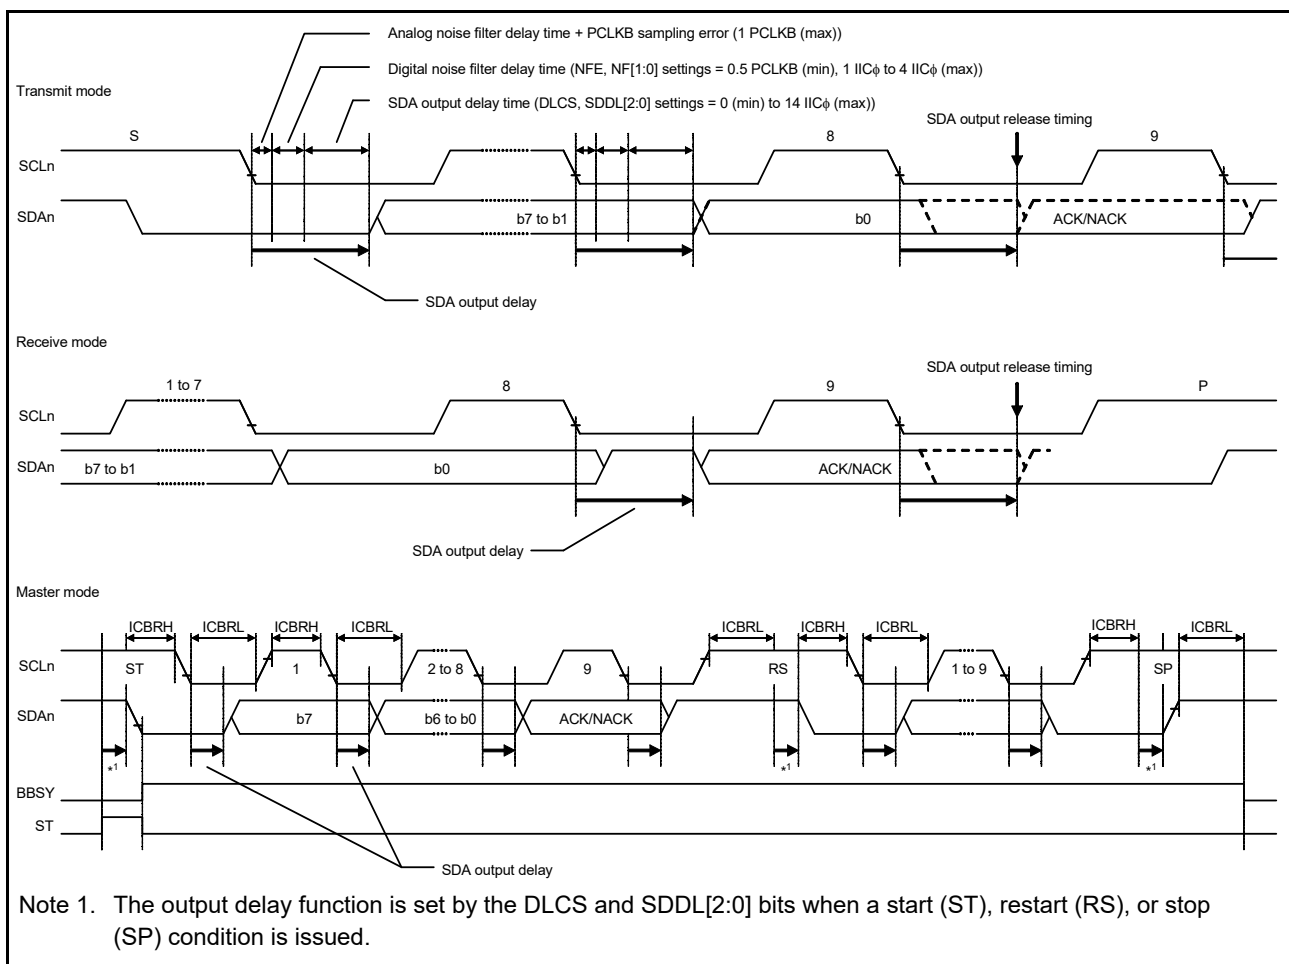 Analog noise filter delay time + PCLKB sampling error (1 PCLKB (max))
Digital noise filter delay time (NFE, NF[1:0] settings = 0.5 PCLKB (min), 1 IICϕ to 4 IICϕ (max))
Transmit mode
SDA output delay time (DLCS, SDDL[2:0] settings = 0 (min) to 14 IICϕ (max))
SDA output release timing
S 8 9
SCLn
SDAn
b7 to b1 b0 ACK/NACK
SDA output delay
Receive mode
SDA output release timing
1 to 7 8 9 P
SCLn
SDAn
b7 to b1 b0 ACK/NACK
SDA output delay
Master mode
ICBRH ICBRL ICBRH ICBRL ICBRL ICBRH ICBRL ICBRH ICBRL
SCLn ST 1 2 to 8 9 RS 1 to 9 SP
SDAn
b7 b6 to b0 ACK/NACK
*1 *1 *1
BBSY
ST
SDA output delay
Note 1. The output delay function is set by the DLCS and SDDL[2:0] bits when a start (ST), restart (RS), or stop
(SP) condition is issued.